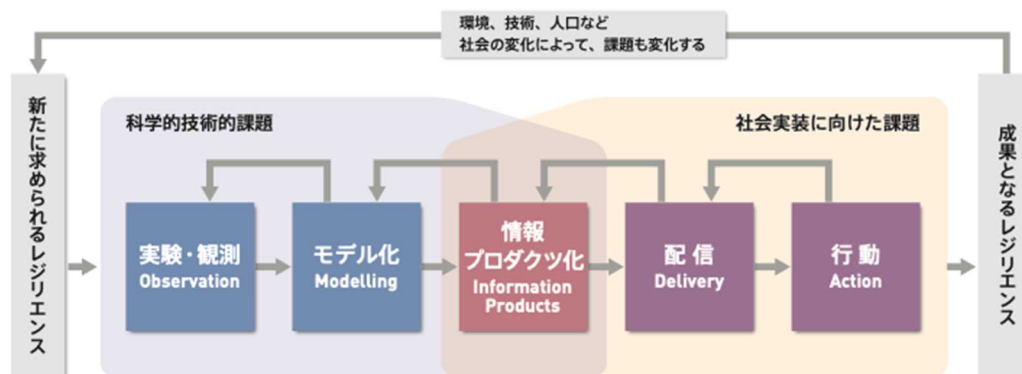 環境、技術、人口など
社会の変化によって、課題も変化する
新たに求められるレジリエンス
科学的技術的課題
社会実装に向けた課題
実験・観測
Observation
モデル化
Modelling
情報
プロダクツ化
Information
Products
配信
Delivery
行動
Action
成果となるレジリエンス